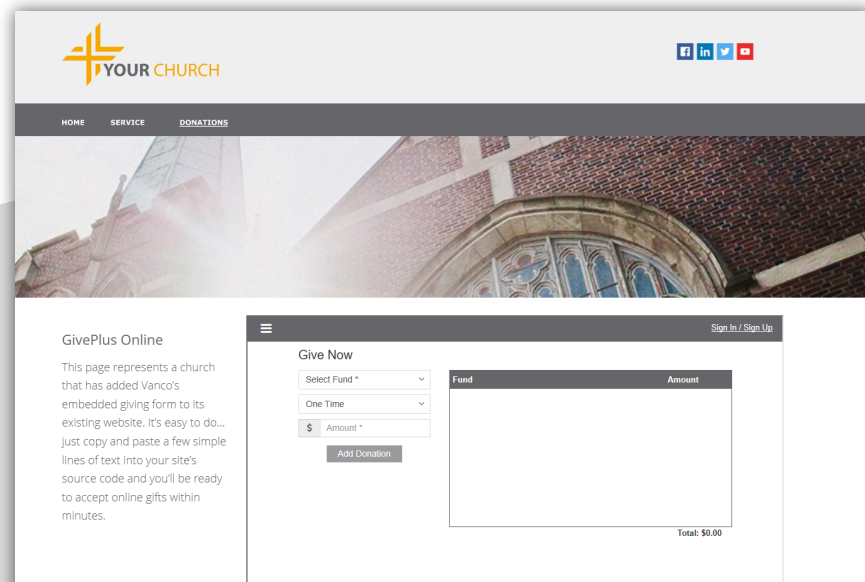 YOUR CHURCH
HOME SERVICE DONATIONS
GivePlus Online
This page represents a church
that has added Vanco's
embedded giving form to its
existing website. It's easy to do...
just copy and paste a few simple
lines of text into your site's
source code and you'll be ready
to accept online gifts within
minutes.
Sign In / Sign Up
Give Now
Select Fund *
One Time
$ Amount *
Add Donation
Fund Amount
Total: $0.00